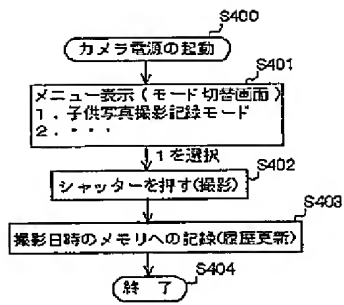 S400
カメラ電源の起動
S401
メニュー表示(モード切替画面)
1.子供写真撮影記録モード
2.・・・
1を選択
S402
シャッターを押す(撮影)
S403
撮影日時のメモリへの記録(履歴更新)
S404
終了